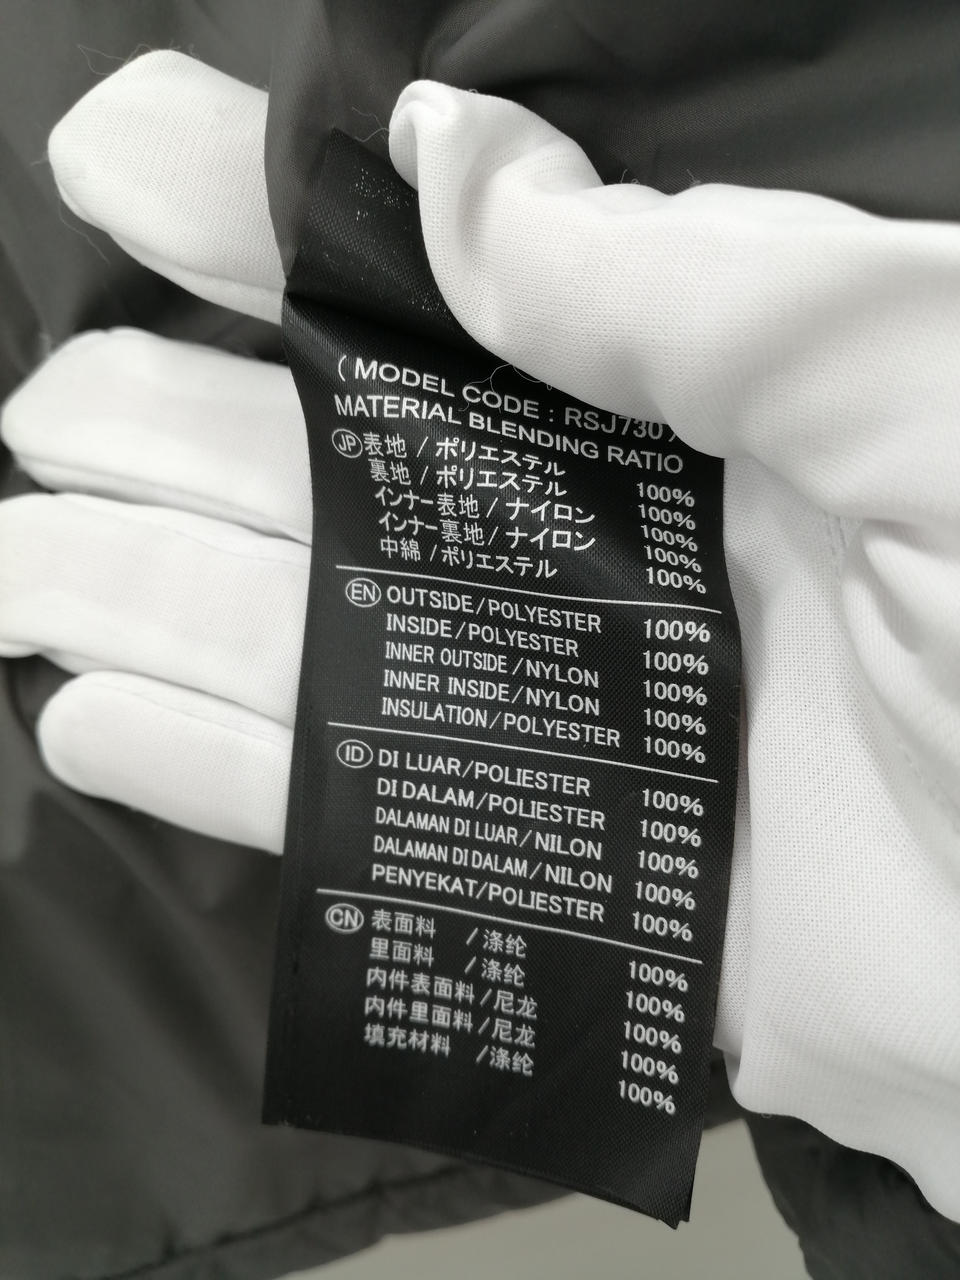 ( MODEL CODE : RSJ730
MATERIAL BLENDING RATIO
JP 表地 / ポリエステル 100%
裏地 / ポリエステル 100%
インナー表地 / ナイロン 100%
インナー裏地 / ナイロン 100%
中綿 / ポリエステル 100%
EN OUTSIDE/POLYESTER 100%
INSIDE/POLYESTER 100%
INNER OUTSIDE/NYLON 100%
INNER INSIDE/NYLON 100%
INSULATION/POLYESTER 100%
ID DI LUAR/POLIESTER 100%
DI DALAM/POLIESTER 100%
DALAMAN DI LUAR/NILON 100%
DALAMAN DI DALAM/NILON 100%
PENYEKAT/POLIESTER 100%
CN 表面料 /涤纶 100%
里面料 /涤纶 100%
内件表面料/尼龙 100%
内件里面料/尼龙 100%
填充材料 /涤纶 100%